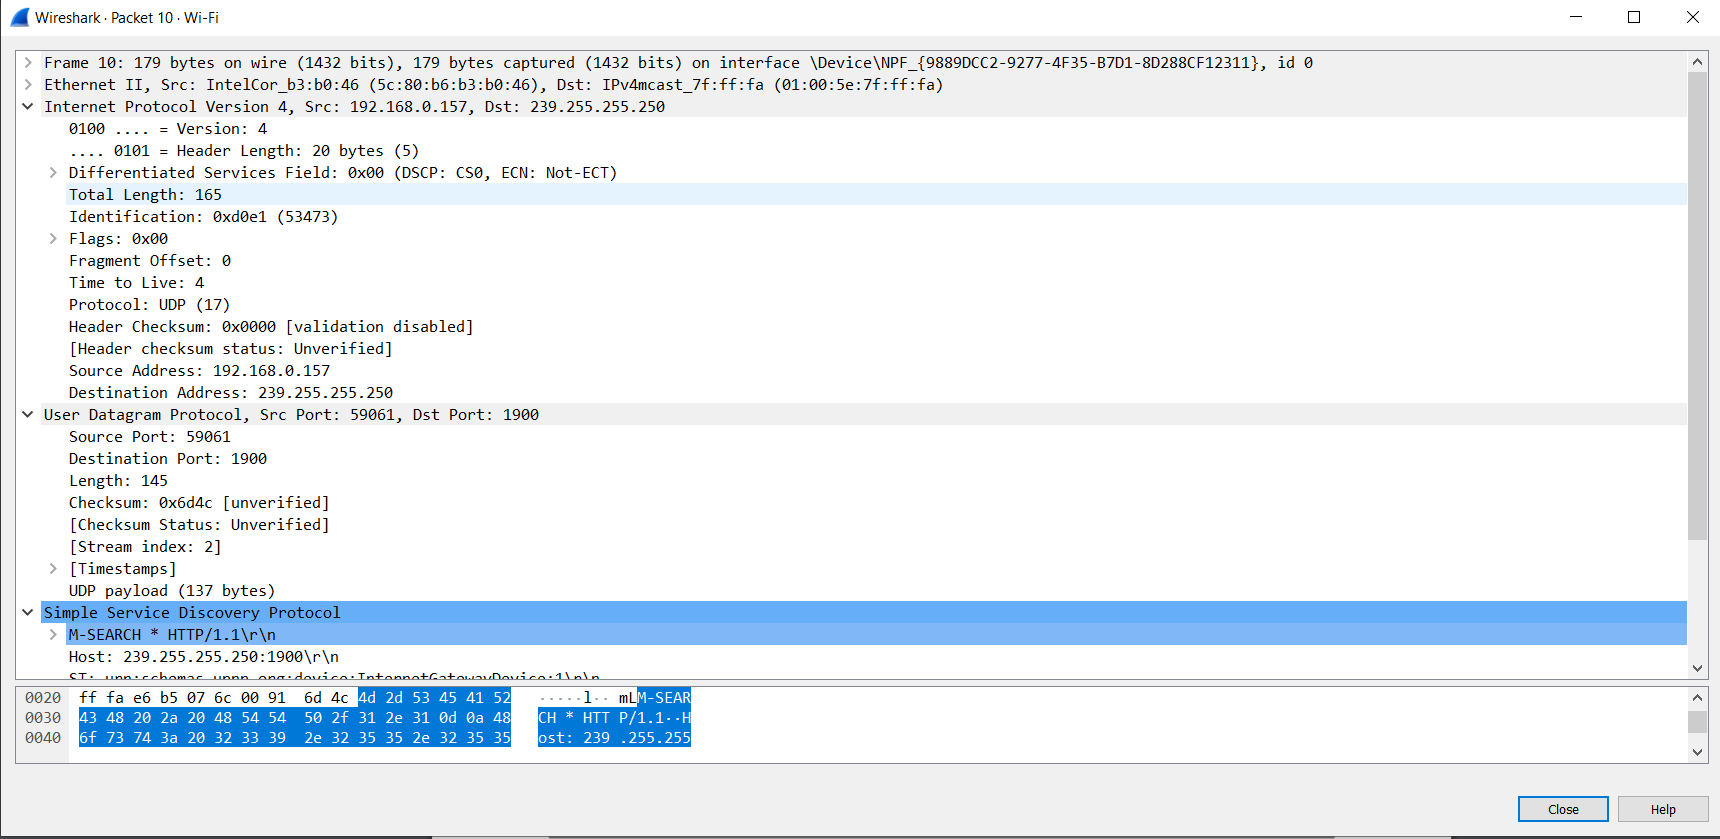 Wireshark · Packet 10 · Wi-Fi
Frame 10: 179 bytes on wire (1432 bits), 179 bytes captured (1432 bits) on interface \Device\NPF_{9889DCC2-9277-4F35-B7D1-8D288CF12311}, id 0
Ethernet II, Src: IntelCor_b3:b0:46 (5c:80:b6:b3:b0:46), Dst: IPv4mcast_7f:ff:fa (01:00:5e:7f:ff:fa)
Internet Protocol Version 4, Src: 192.168.0.157, Dst: 239.255.255.250
0100 .... = Version: 4
.... 0101 = Header Length: 20 bytes (5)
Differentiated Services Field: 0x00 (DSCP: CS0, ECN: Not-ECT)
Total Length: 165
Identification: 0xd0e1 (53473)
Flags: 0x00
Fragment Offset: 0
Time to Live: 4
Protocol: UDP (17)
Header Checksum: 0x0000 [validation disabled]
[Header checksum status: Unverified]
Source Address: 192.168.0.157
Destination Address: 239.255.255.250
User Datagram Protocol, Src Port: 59061, Dst Port: 1900
Source Port: 59061
Destination Port: 1900
Length: 145
Checksum: 0x6d4c [unverified]
[Checksum Status: Unverified]
[Stream index: 2]
[Timestamps]
UDP payload (137 bytes)
Simple Service Discovery Protocol
M-SEARCH * HTTP/1.1\r\n
Host: 239.255.255.250:1900\r\n
ST: urn:schemas-upnp-org:device:InternetGatewayDevice:1\r\n
0020 ff fa e6 b5 07 6c 00 91 6d 4c 4d 2d 53 45 41 52 ·····l·· mLM-SEAR
0030 43 48 20 2a 20 48 54 54 50 2f 31 2e 31 0d 0a 48 CH * HTT P/1.1··H
0040 6f 73 74 3a 20 32 33 39 2e 32 35 35 2e 32 35 35 ost: 239 .255.255
Close Help